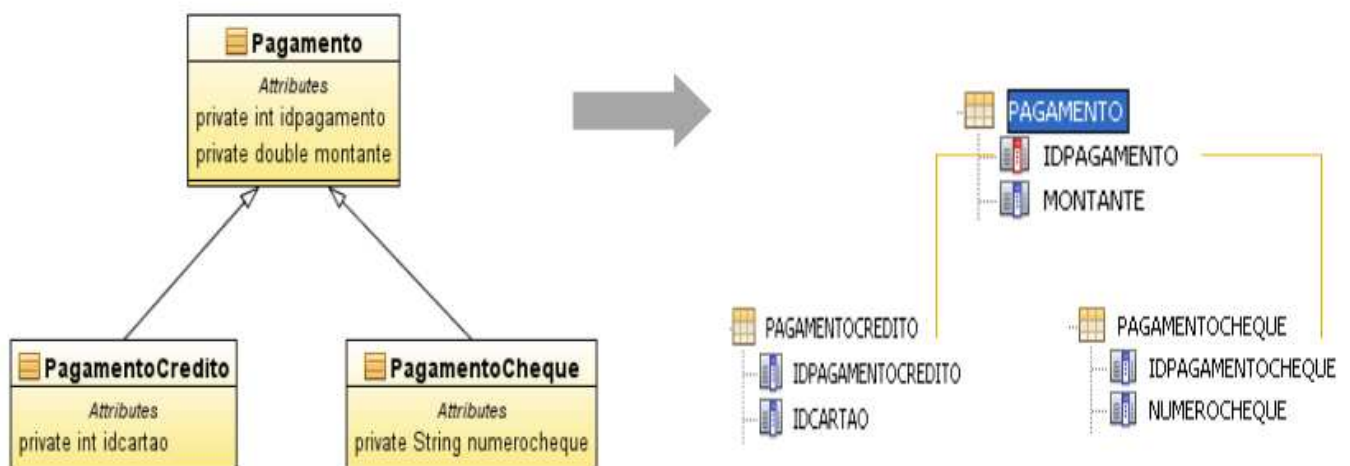 Pagamento
Attributes
private int idpagamento
private double montante
PagamentoCredito
Attributes
private int idcartao
PagamentoCheque
Attributes
private String numerocheque
PAGAMENTO
IDPAGAMENTO
MONTANTE
PAGAMENTOCREDITO
IDPAGAMENTOCREDITO
IDCARTAO
PAGAMENTOCHEQUE
IDPAGAMENTOCHEQUE
NUMEROCHEQUE